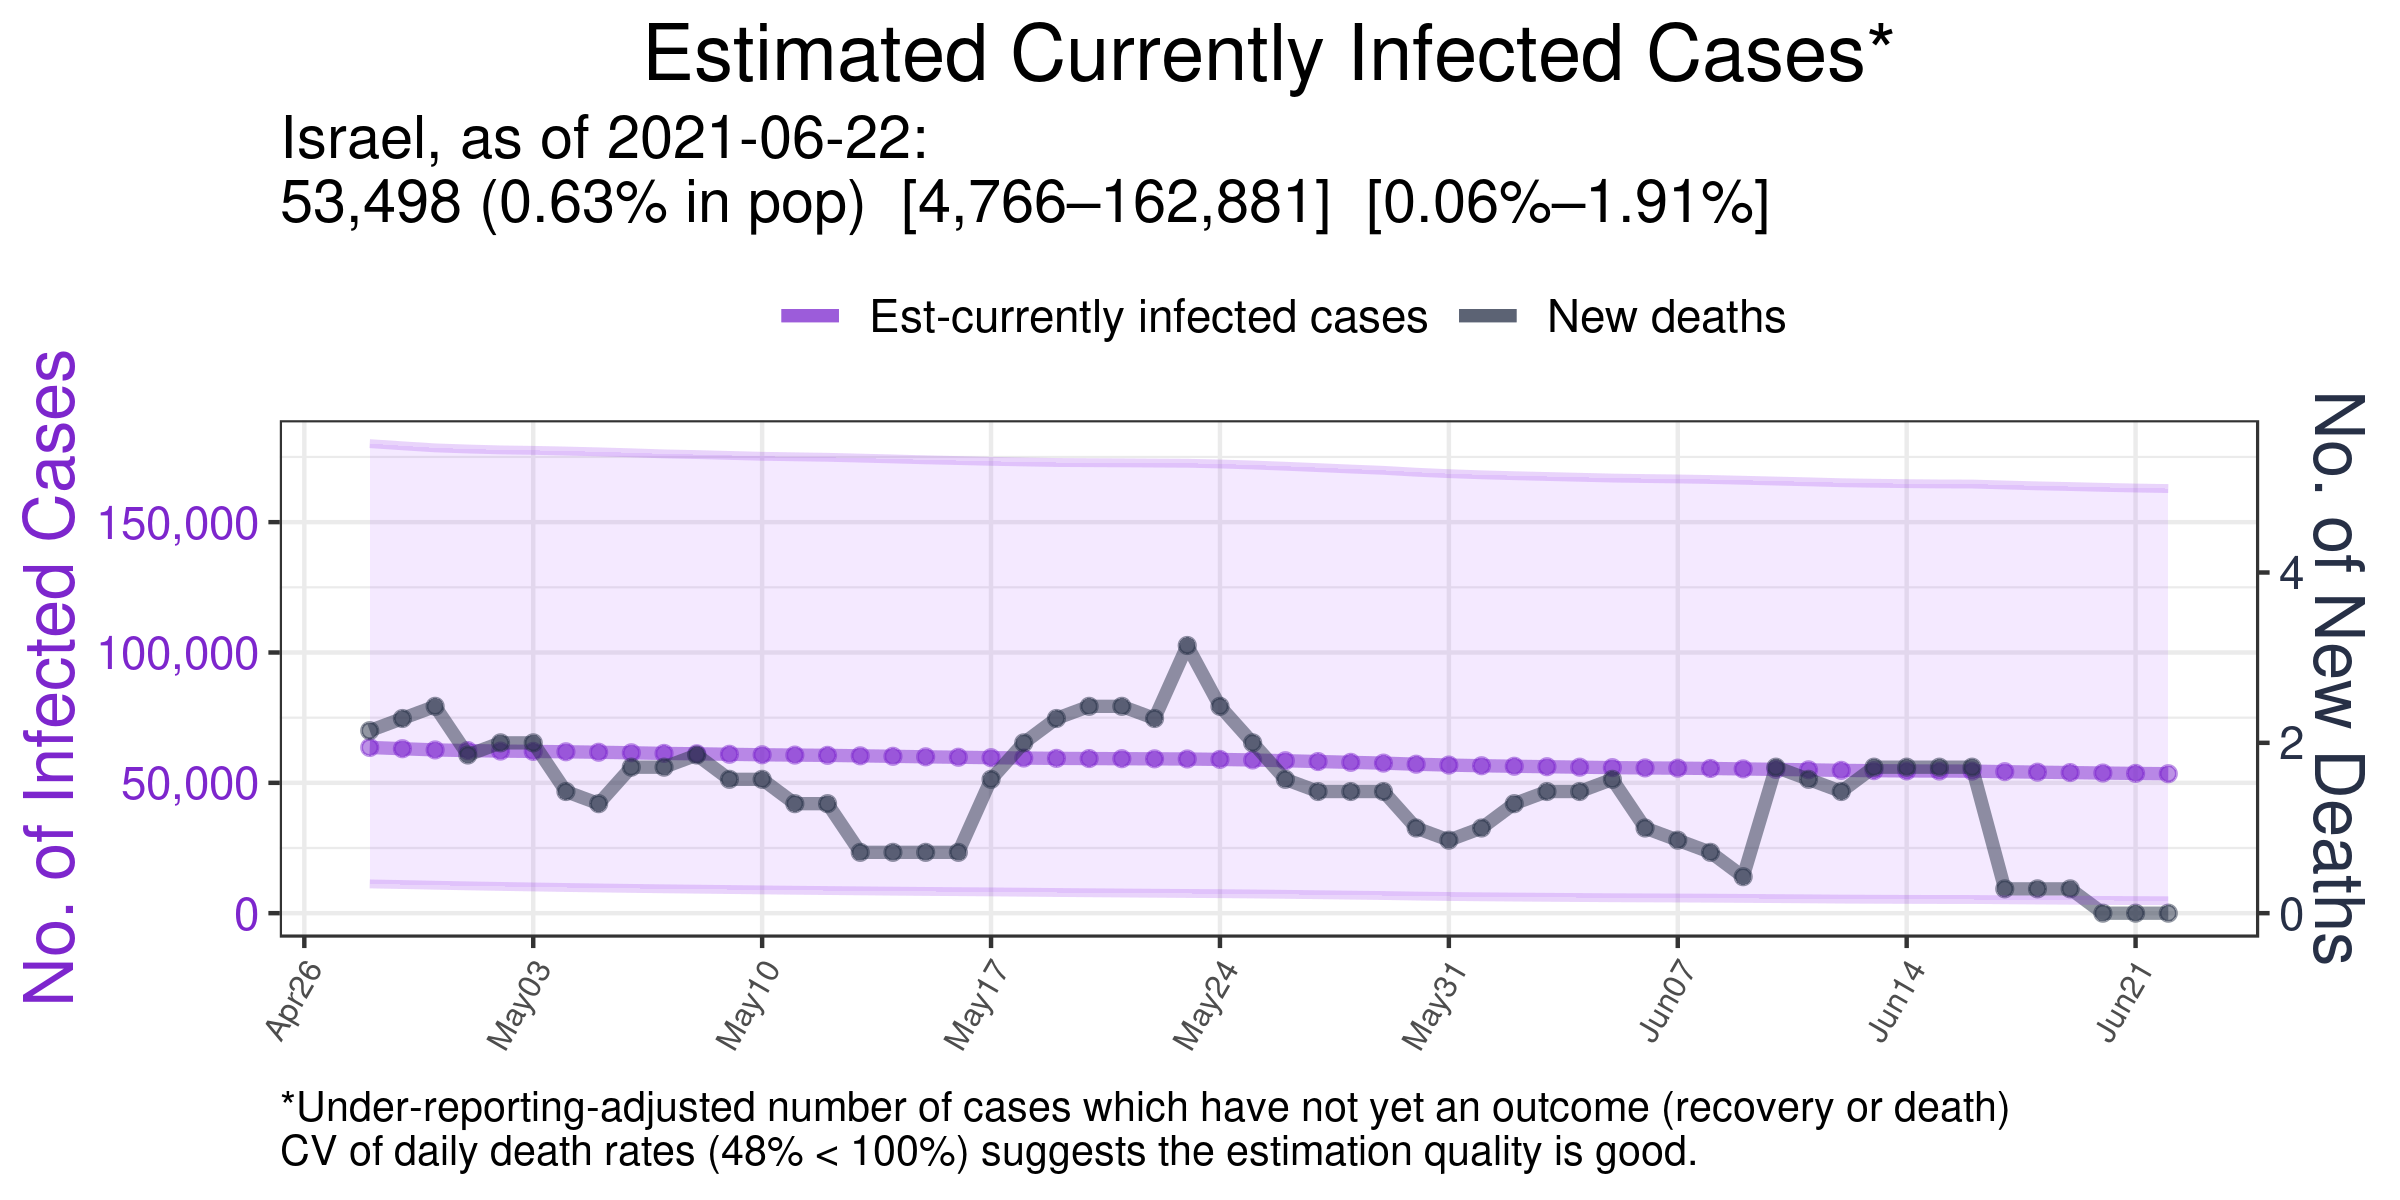 Estimated Currently Infected Cases*
Israel, as of 2021-06-22:
53,498 (0.63% in pop)  [4,766–162,881]  [0.06%–1.91%]
Est-currently infected cases
New deaths
No. of Infected Cases
150,000
100,000
50,000
0
No. of New Deaths
4
2
0
Apr26
May03
May10
May17
May24
May31
Jun07
Jun14
Jun21
*Under-reporting-adjusted number of cases which have not yet an outcome (recovery or death)
CV of daily death rates (48% < 100%) suggests the estimation quality is good.